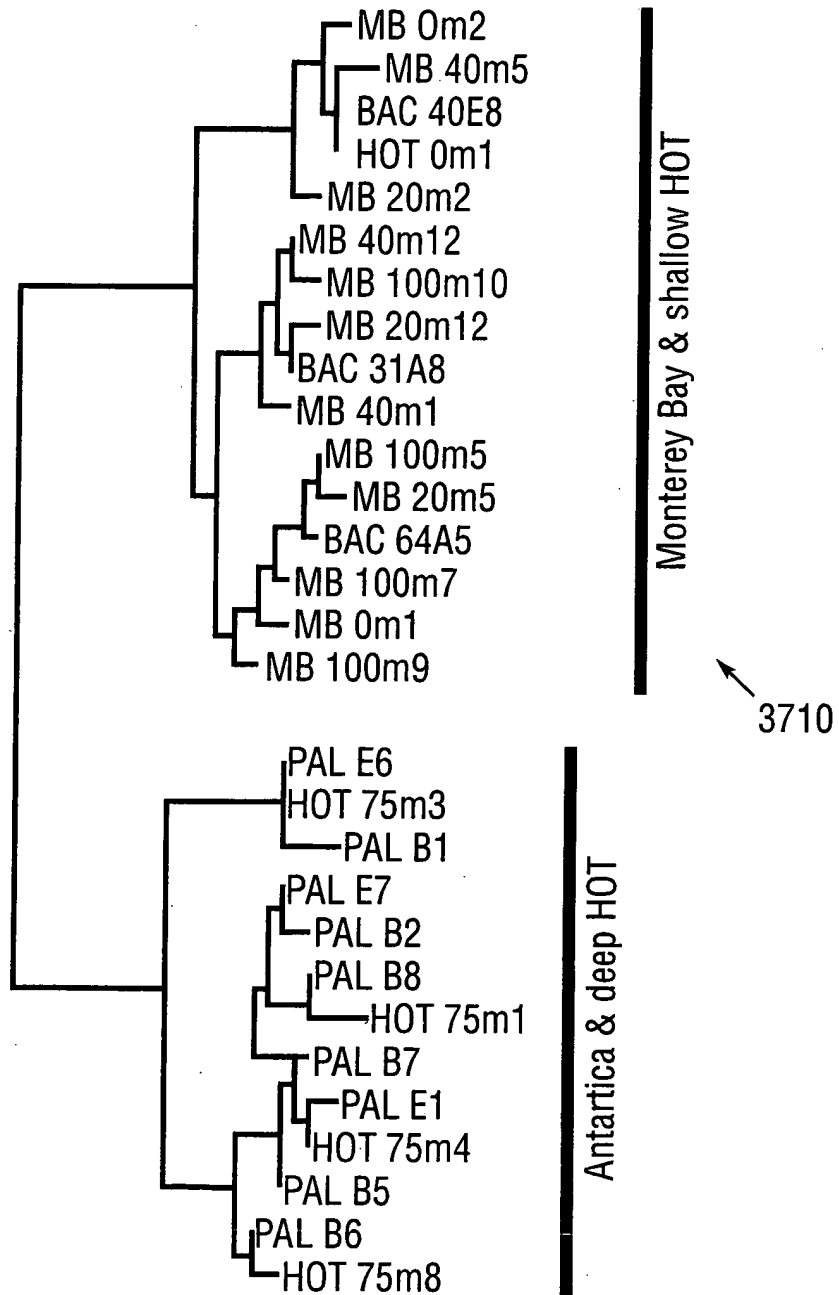 MB 0m2
MB 40m5
BAC 40E8
HOT 0m1
MB 20m2
MB 40m12
MB 100m10
MB 20m12
BAC 31A8
MB 40m1
MB 100m5
MB 20m5
BAC 64A5
MB 100m7
MB 0m1
MB 100m9
Monterey Bay & shallow HOT
3710
PAL E6
HOT 75m3
PAL B1
PAL E7
PAL B2
PAL B8
HOT 75m1
PAL B7
PAL E1
HOT 75m4
PAL B5
PAL B6
HOT 75m8
Antartica & deep HOT